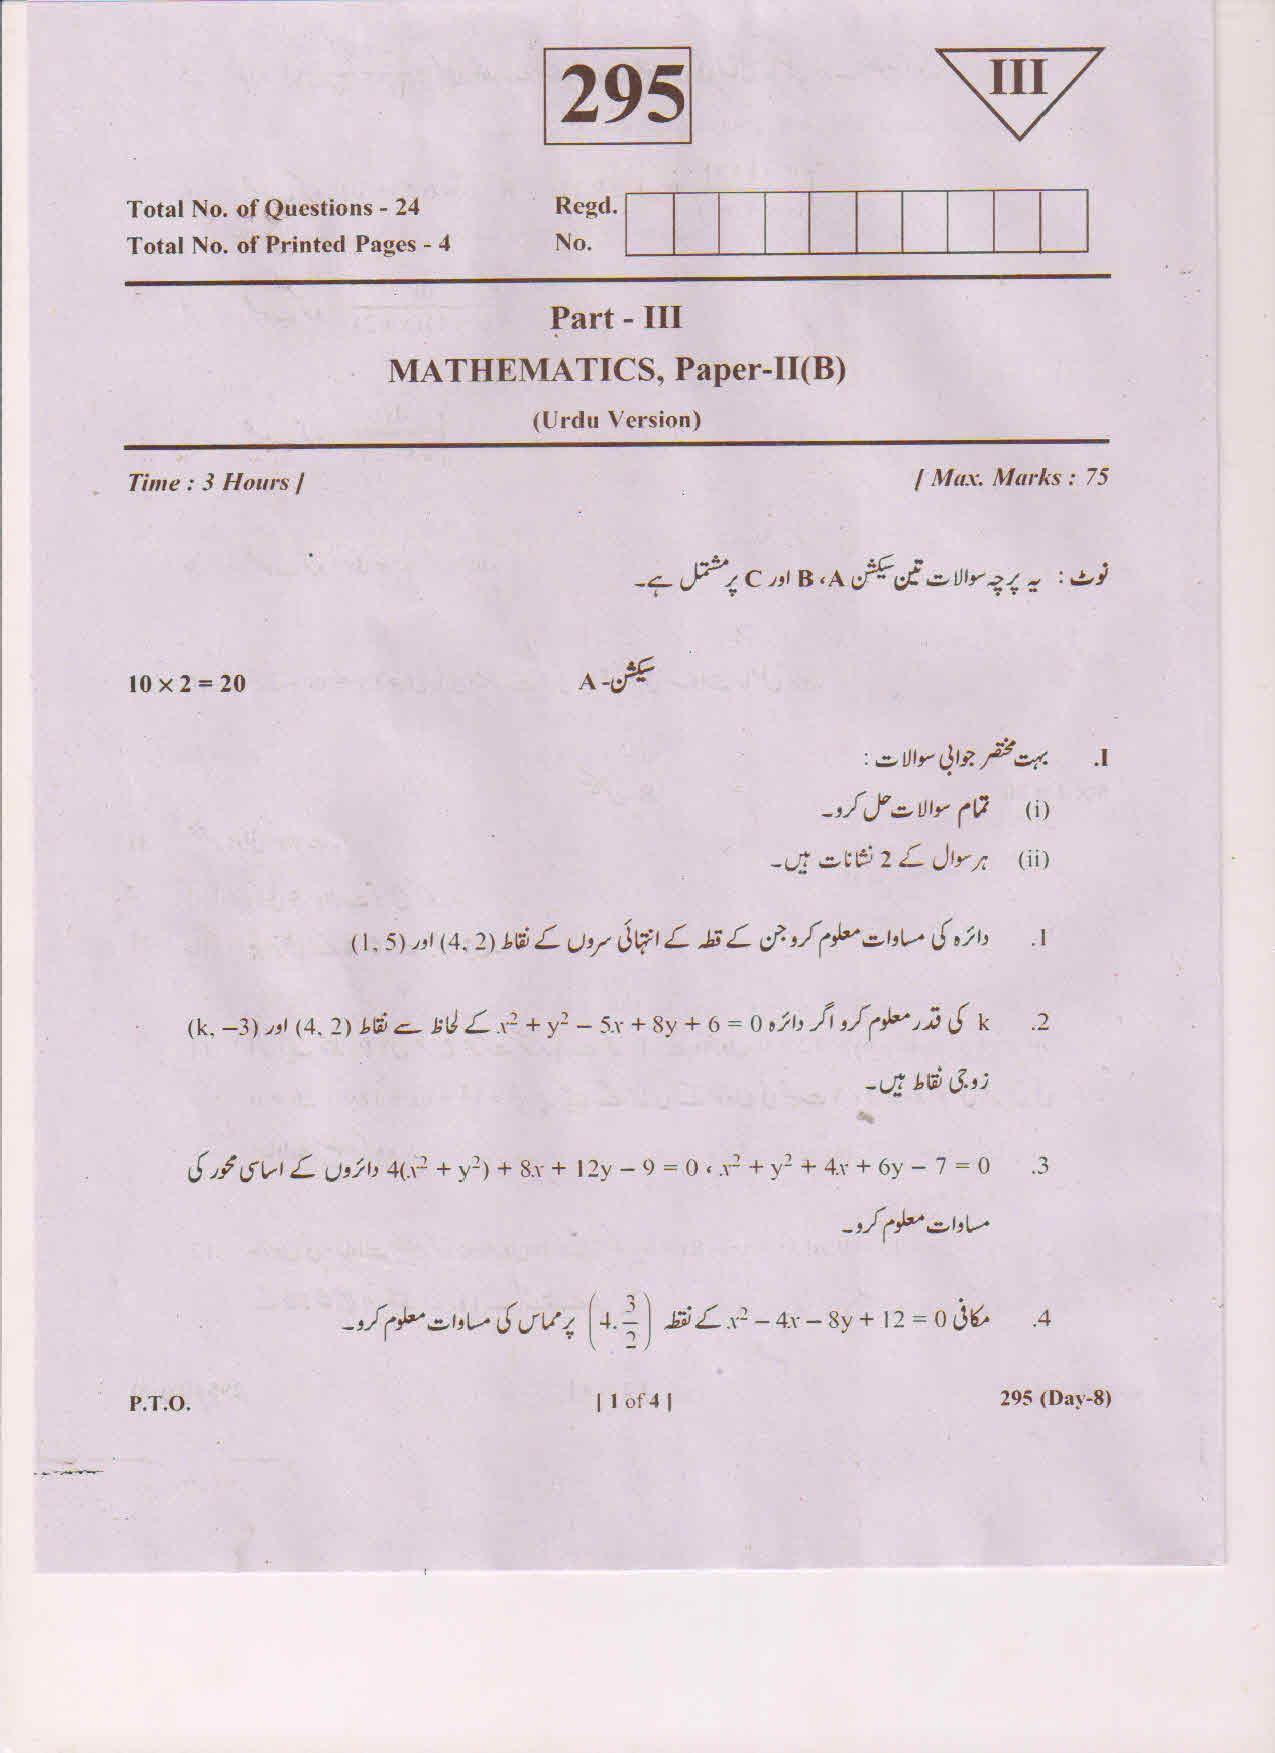 295
III
Total No. of Questions - 24
Total No. of Printed Pages - 4
Regd.
No.
Part - III
MATHEMATICS, Paper-II(B)
(Urdu Version)
Time : 3 Hours ]
[ Max. Marks : 75
نوٹ : یہ پرچہ سوالات تین سیکشن A، B اور C پر مشتمل ہے۔
سیکشن- A
10 × 2 = 20
I. بہت مختصر جوابی سوالات :
(i) تمام سوالات حل کرو۔
(ii) ہر سوال کے 2 نشانات ہیں۔
1. دائرہ کی مساوات معلوم کرو جن کے قطہ کے انتہائی سروں کے نقاط (4, 2) اور (1, 5)
2. k کی قدر معلوم کرو اگر دائرہ x² + y² − 5x + 8y + 6 = 0 کے لحاظ سے نقاط (4, 2) اور (k, −3)
زوجی نقاط ہیں۔
3. x² + y² + 4x + 6y − 7 = 0 ، 4(x² + y²) + 8x + 12y − 9 = 0 دائروں کے اساسی محور کی
مساوات معلوم کرو۔
4. مکافی x² − 4x − 8y + 12 = 0 کے نقطہ (4, 3/2) پر مماس کی مساوات معلوم کرو۔
P.T.O.
[ 1 of 4 ]
295 (Day-8)